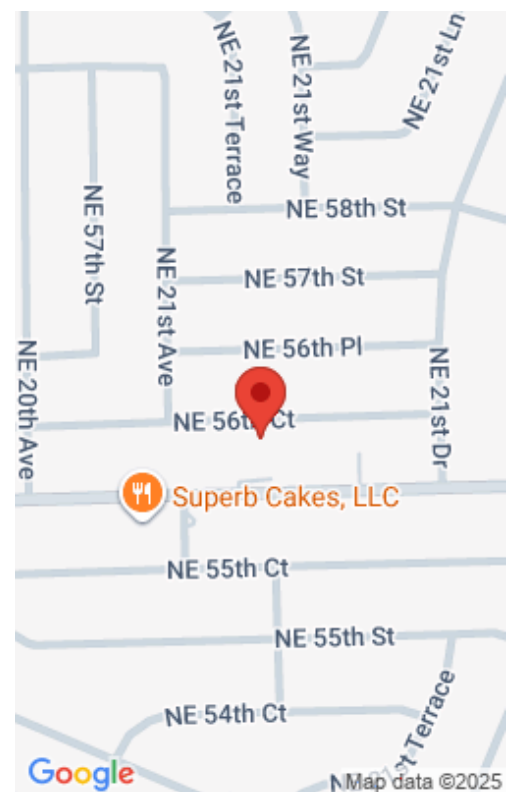 NE 21st Terrace
NE 21st Way
NE 21st Ln
NE 58th St
NE 57th St
NE 57th St
NE 21st Ave
NE 56th Pl
NE 20th Ave
NE 21st Dr
NE 56th Ct
Superb Cakes, LLC
NE 55th Ct
NE 55th St
NE 54th Ct
NE 21st Terrace
Google
Map data ©2025